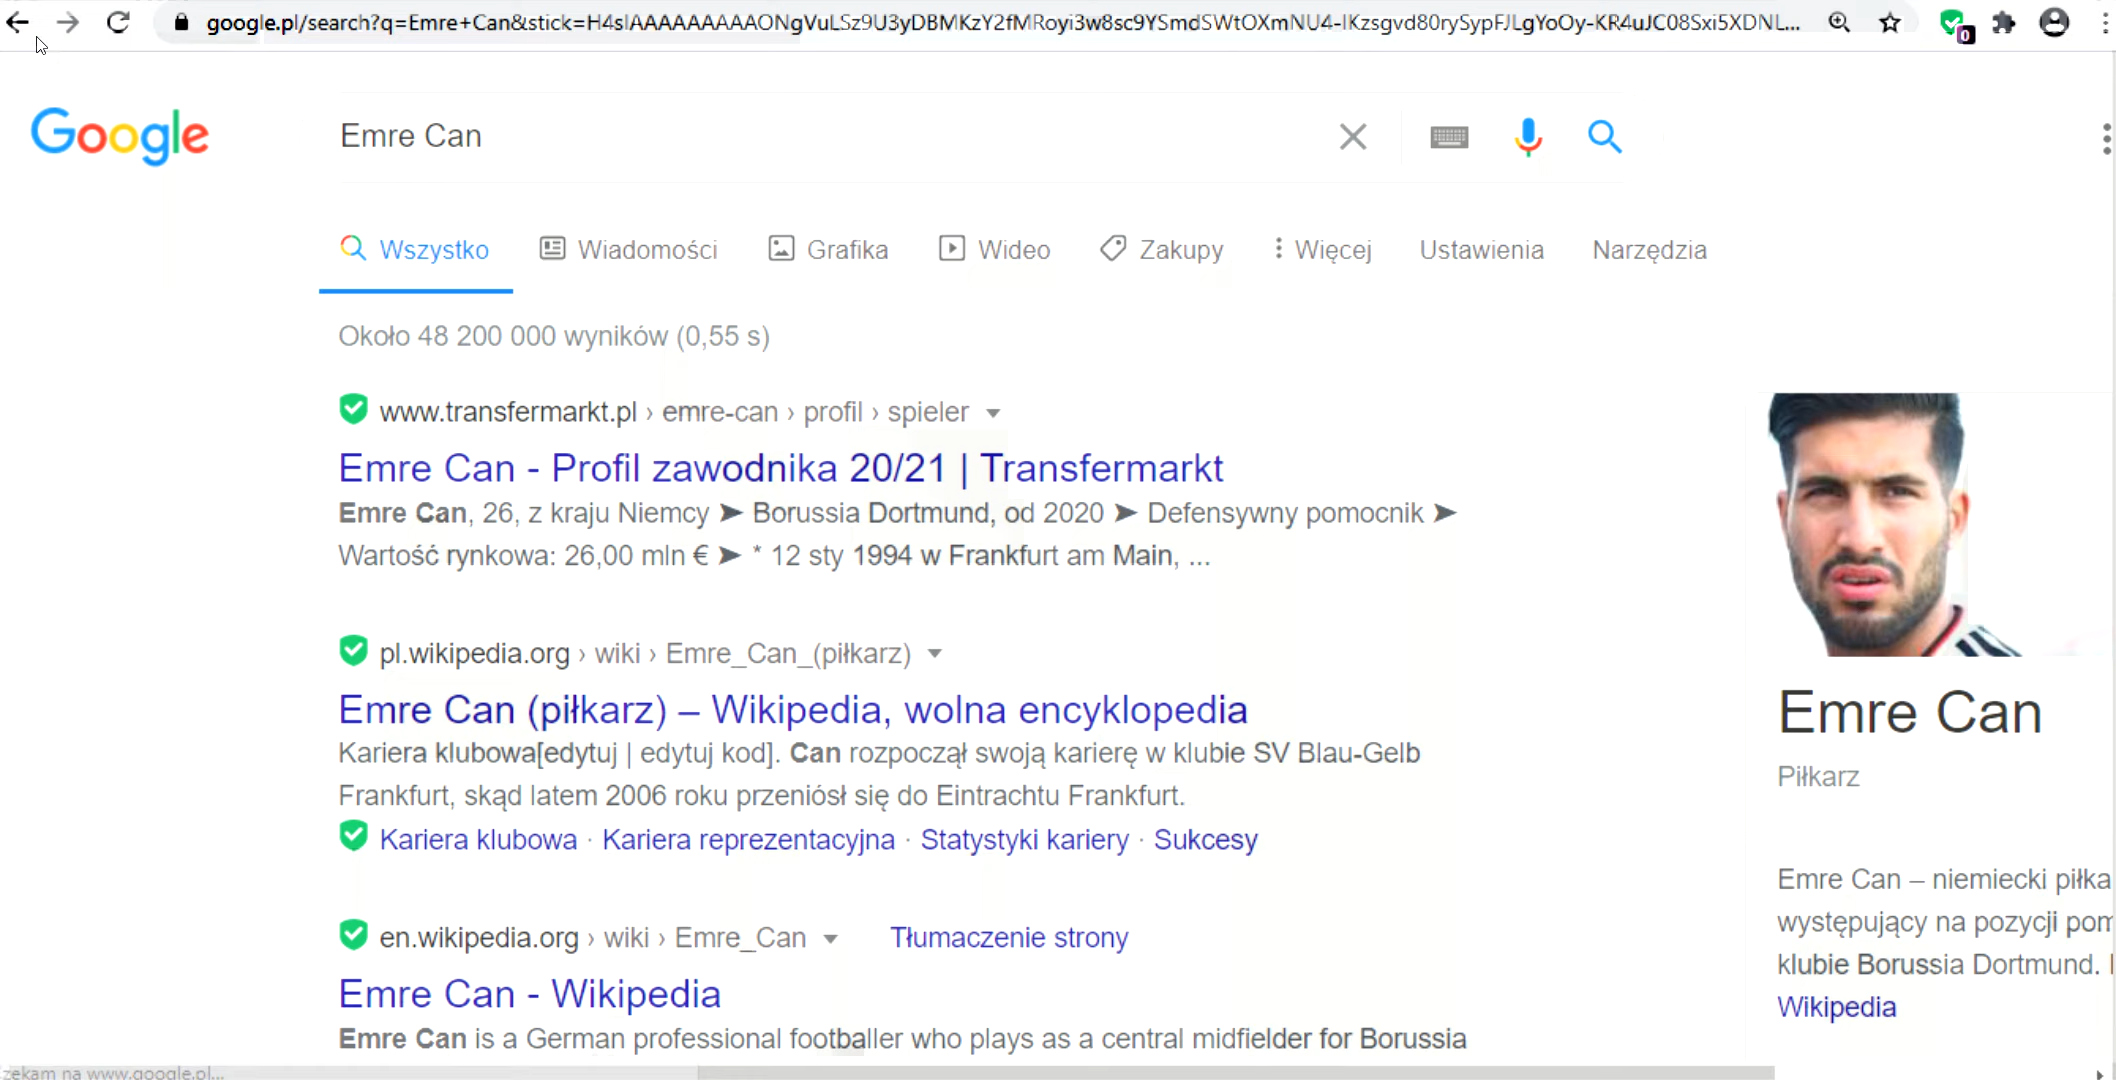 google.pl/search?q=Emre+Can&stick=
Google
Emre Can
Wszystko
Wiadomości
Grafika
Wideo
Zakupy
Więcej
Ustawienia
Narzędzia
Około 48 200 000 wyników (0,55 s)
www.transfermarkt.pl › emre-can › profil › spieler
Emre Can - Profil zawodnika 20/21 | Transfermarkt
Emre Can, 26, z kraju Niemcy ➤ Borussia Dortmund, od 2020 ➤ Defensywny pomocnik ➤
Wartość rynkowa: 26,00 mln € ➤ * 12 sty 1994 w Frankfurt am Main, ...
pl.wikipedia.org › wiki › Emre_Can_(piłkarz)
Emre Can (piłkarz) – Wikipedia, wolna encyklopedia
Kariera klubowa[edytuj | edytuj kod]. Can rozpoczął swoją karierę w klubie SV Blau-Gelb
Frankfurt, skąd latem 2006 roku przeniósł się do Eintrachtu Frankfurt.
Kariera klubowa · Kariera reprezentacyjna · Statystyki kariery · Sukcesy
en.wikipedia.org › wiki › Emre_Can
Tłumaczenie strony
Emre Can - Wikipedia
Emre Can is a German professional footballer who plays as a central midfielder for Borussia
Emre Can
Piłkarz
Emre Can – niemiecki piłka
występujący na pozycji pom
klubie Borussia Dortmund.
Wikipedia
zekam na www.google.pl...
0